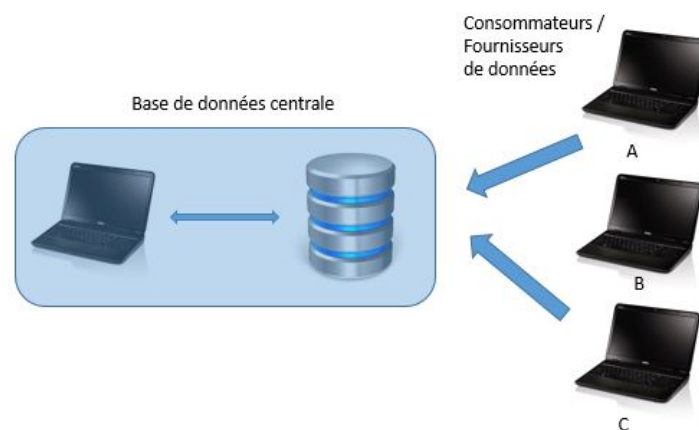 Consommateurs /
Fournisseurs
de données
Base de données centrale
A
B
C